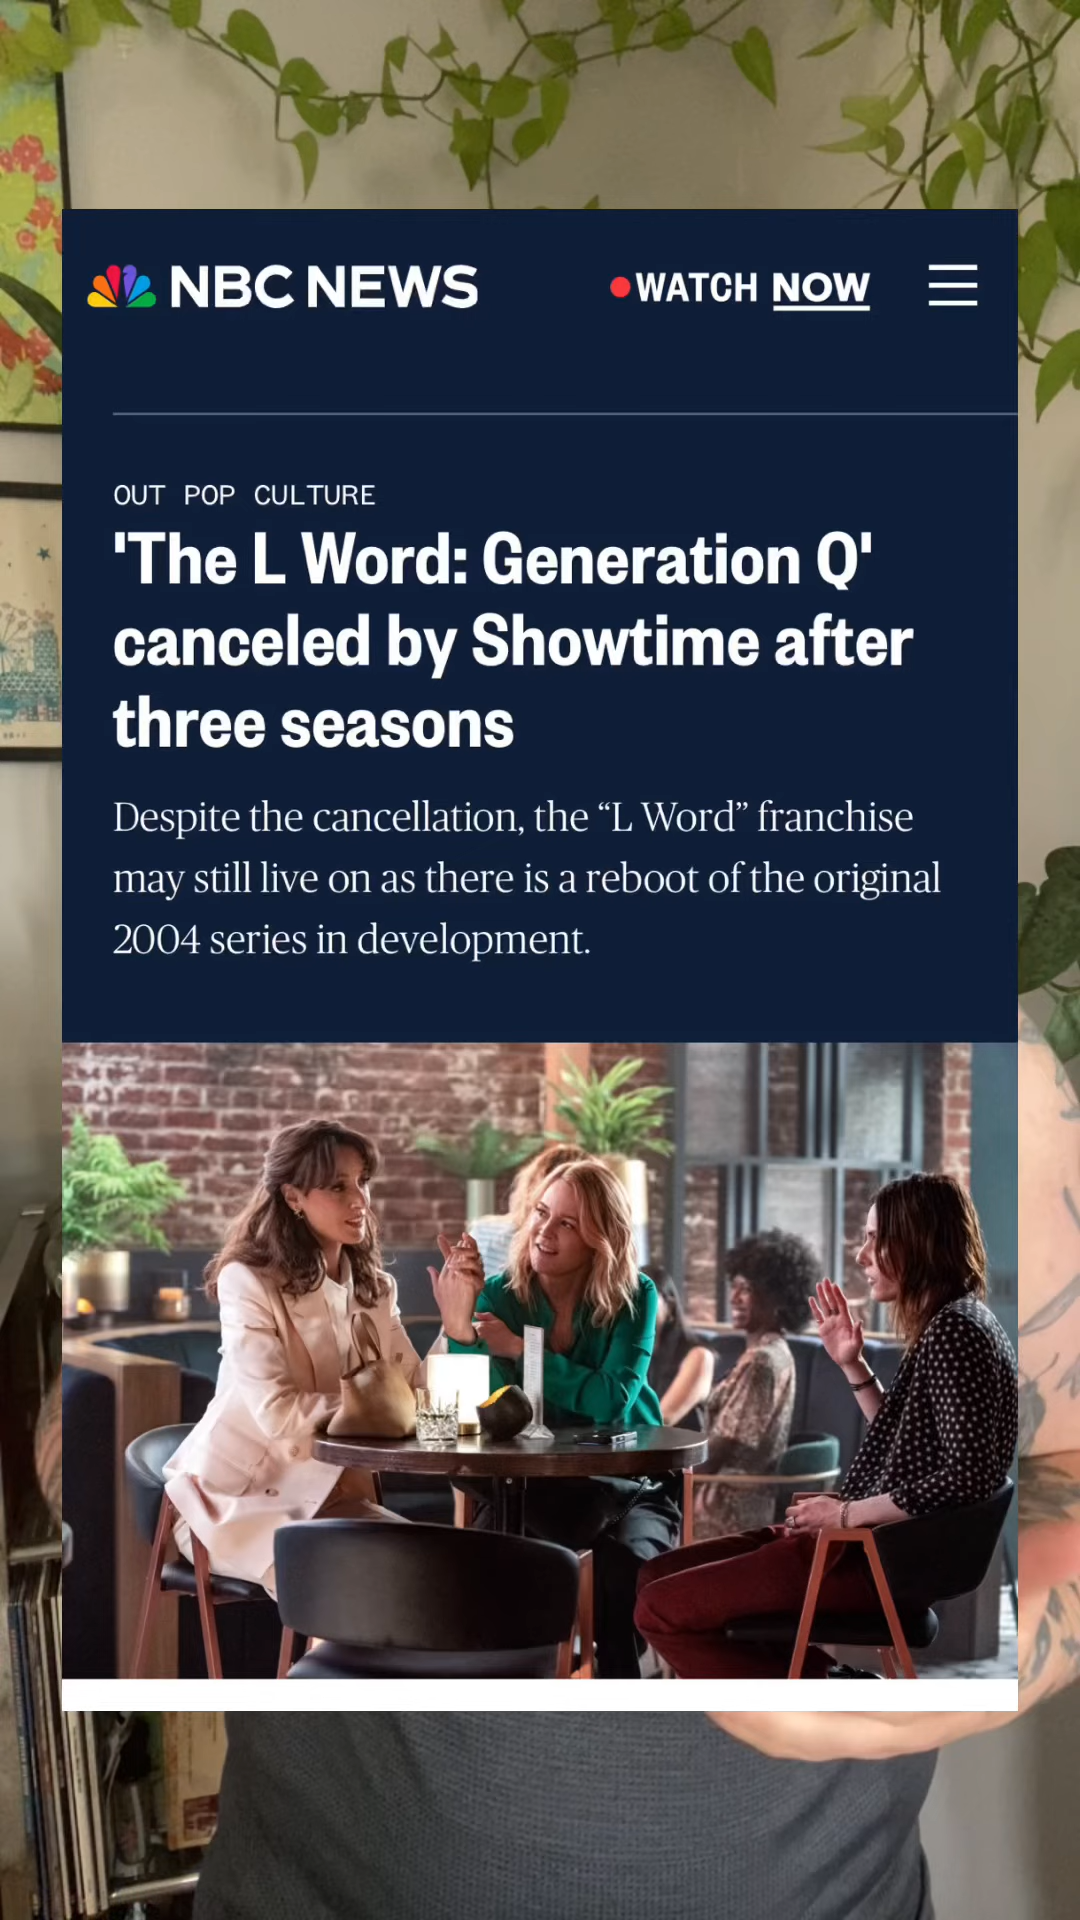 NBC NEWS
WATCH NOW
OUT POP CULTURE
'The L Word: Generation Q'
canceled by Showtime after
three seasons
Despite the cancellation, the “L Word” franchise
may still live on as there is a reboot of the original
2004 series in development.